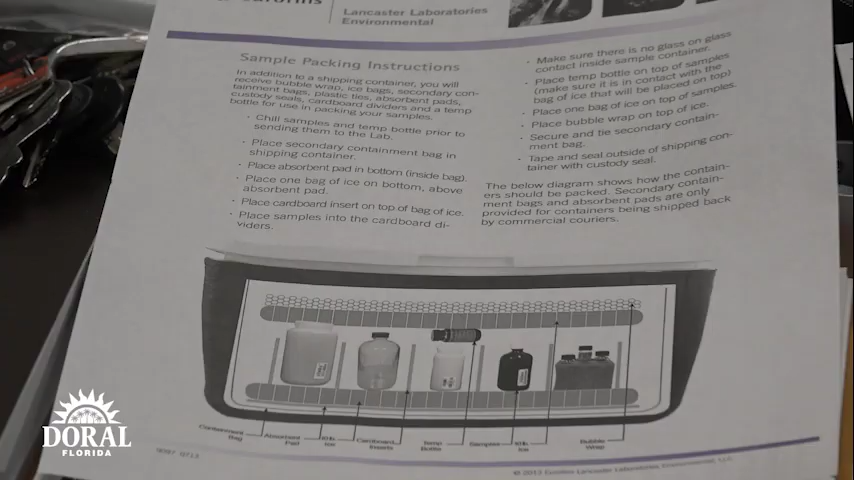 Lancaster Laboratories
Environmental
Sample Packing Instructions
In addition to a shipping container, you will
receive bubble wrap, ice bags, secondary con-
tainment bags, plastic ties, absorbent pads,
custody seals, cardboard dividers and a temp
bottle for use in packing your samples.
· Chill samples and temp bottle prior to
sending them to the Lab.
· Place secondary containment bag in
shipping container.
· Place absorbent pad in bottom (inside bag).
· Place one bag of ice on bottom, above
absorbent pad.
· Place cardboard insert on top of bag of ice.
· Place samples into the cardboard di-
viders.
· Make sure there is no glass on glass
contact inside sample container.
· Place temp bottle on top of samples
(make sure it is in contact with the
bag of ice that will be placed on top)
· Place one bag of ice on top of samples.
· Place bubble wrap on top of ice.
· Secure and tie secondary contain-
ment bag.
· Tape and seal outside of shipping con-
tainer with custody seal.
The below diagram shows how the contain-
ers should be packed. Secondary contain-
ment bags and absorbent pads are only
provided for containers being shipped back
by commercial couriers.
Containment
Bag
Absorbent
Pad
Ice
Cardboard
Inserts
Temp
Bottle
Samples
Ice
Bubble
Wrap
© 2013 Eurofins Lancaster Laboratories Environmental, LLC
DORAL
FLORIDA